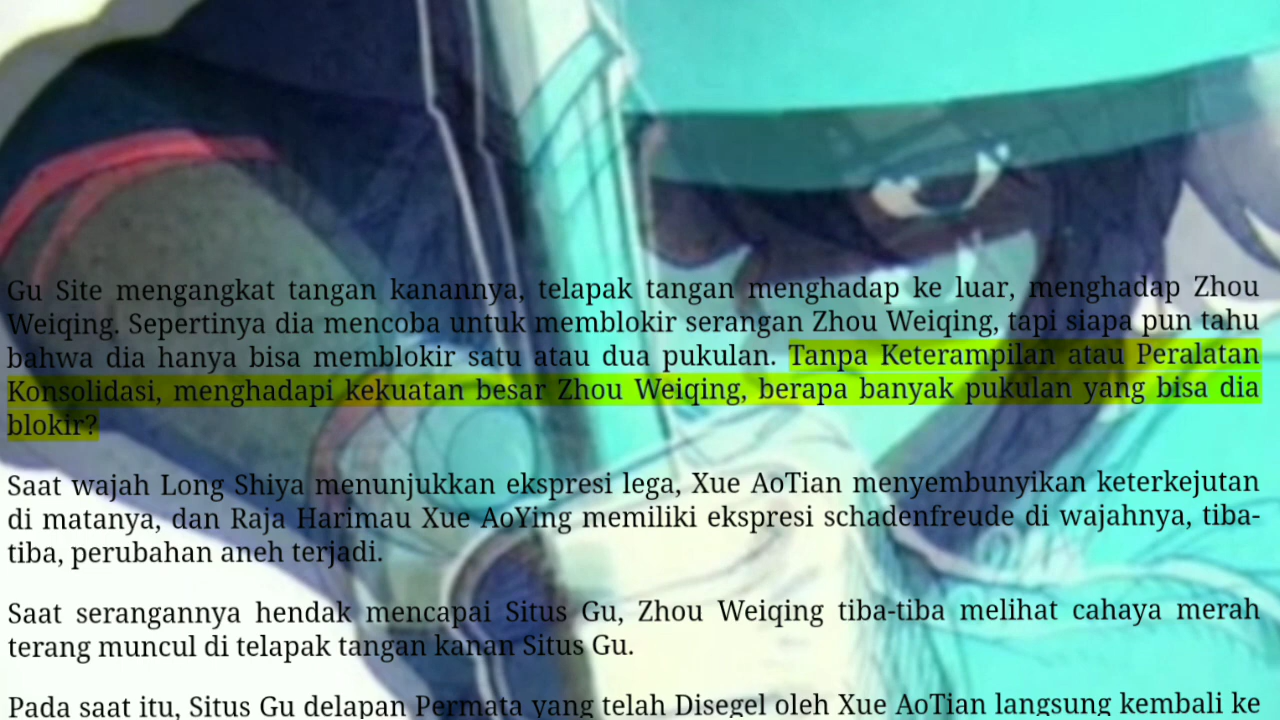 Gu Site mengangkat tangan kanannya, telapak tangan menghadap ke luar, menghadap Zhou
Weiqing. Sepertinya dia mencoba untuk memblokir serangan Zhou Weiqing, tapi siapa pun tahu
bahwa dia hanya bisa memblokir satu atau dua pukulan. Tanpa Keterampilan atau Peralatan
Konsolidasi, menghadapi kekuatan besar Zhou Weiqing, berapa banyak pukulan yang bisa dia
blokir?
Saat wajah Long Shiya menunjukkan ekspresi lega, Xue AoTian menyembunyikan keterkejutan
di matanya, dan Raja Harimau Xue AoYing memiliki ekspresi schadenfreude di wajahnya, tiba-
tiba, perubahan aneh terjadi.
Saat serangannya hendak mencapai Situs Gu, Zhou Weiqing tiba-tiba melihat cahaya merah
terang muncul di telapak tangan kanan Situs Gu.
Pada saat itu, Situs Gu delapan Permata yang telah Disegel oleh Xue AoTian langsung kembali ke